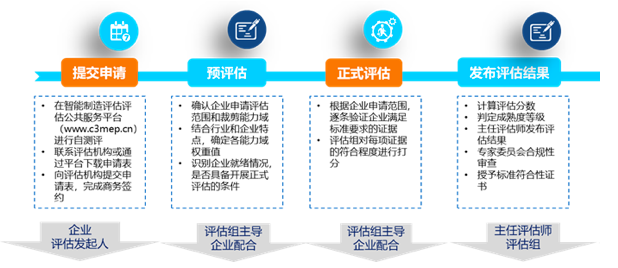 提交申请
预评估
正式评估
发布评估结果
• 在智能制造评估评
估公共服务平台
（www.c3mep.cn）
进行自测评
• 联系评估机构或通
过平台下载申请表
• 向评估机构提交申
请表，完成商务签
约
• 确认企业申请评估
范围和裁剪能力域
• 结合行业和企业特
点，确定各能力域
权重值
• 识别企业就绪情况，
是否具备开展正式
评估的条件
• 根据企业申请范围，
逐条验证企业满足
标准要求的证据
• 评估组对每项证据
的符合程度进行打
分
• 计算评估分数
• 判定成熟度等级
• 主任评估师发布评
估结果
• 专家委员会合规性
审查
• 授予标准符合性证
书
企业
评估发起人
评估组主导
企业配合
评估组主导
企业配合
主任评估师
评估组